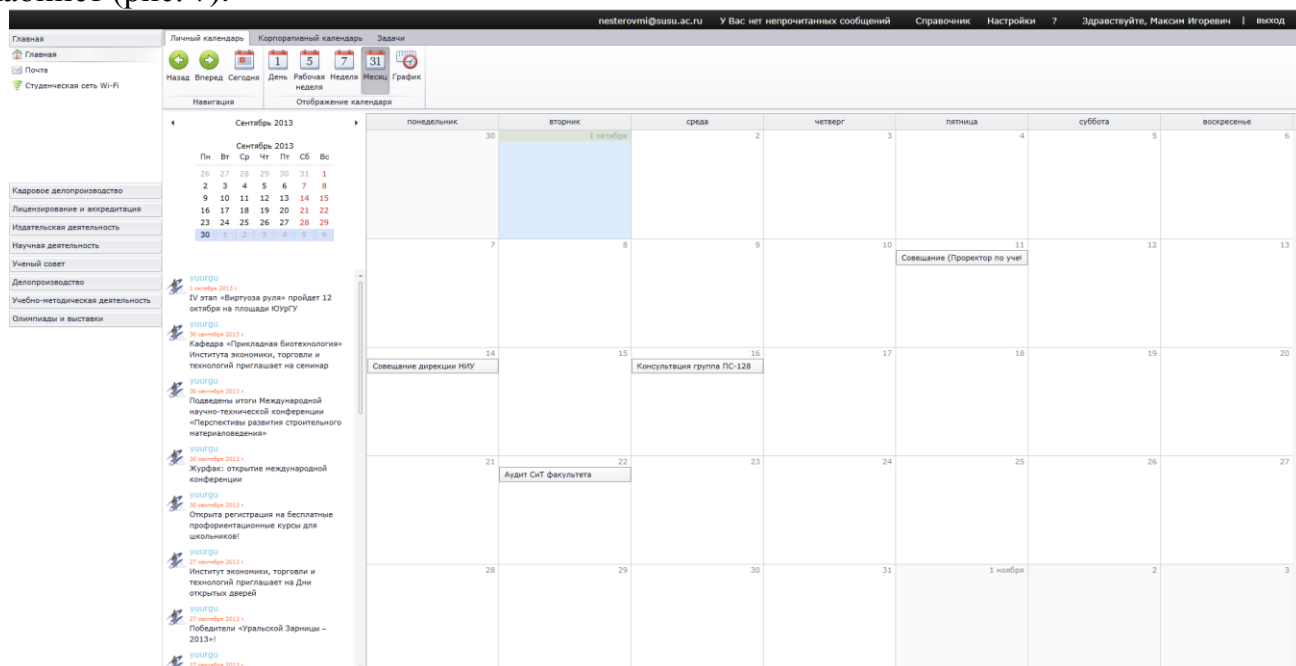 кабинет (рис. 7).
nesterovmi@susu.ac.ru У Вас нет непрочитанных сообщений Справочник Настройки ? Здравствуйте, Максим Игоревич | выход
Главная
Главная
Почта
Студенческая сеть Wi-Fi
Кадровое делопроизводство
Лицензирование и аккредитация
Издательская деятельность
Научная деятельность
Ученый совет
Делопроизводство
Учебно-методическая деятельность
Олимпиады и выставки
Личный календарь Корпоративный календарь Задачи
1 5 7 31
Назад Вперед Сегодня День Рабочая неделя Неделя Месяц График
Навигация Отображение календаря
Сентябрь 2013
Сентябрь 2013
Пн Вт Ср Чт Пт Сб Вс
26 27 28 29 30 31 1
2 3 4 5 6 7 8
9 10 11 12 13 14 15
16 17 18 19 20 21 22
23 24 25 26 27 28 29
30 1 2 3 4 5 6
yuurgu
1 октября 2013 г.
IV этап «Виртуоза руля» пройдет 12
октября на площади ЮУрГУ
yuurgu
30 сентября 2013 г.
Кафедра «Прикладная биотехнология»
Института экономики, торговли и
технологий приглашает на семинар
yuurgu
30 сентября 2013 г.
Подведены итоги Международной
научно-технической конференции
«Перспективы развития строительного
материаловедения»
yuurgu
30 сентября 2013 г.
Журфак: открытие международной
конференции
yuurgu
30 сентября 2013 г.
Открыта регистрация на бесплатные
профориентационные курсы для
школьников!
yuurgu
27 сентября 2013 г.
Институт экономики, торговли и
технологий приглашает на Дни
открытых дверей
yuurgu
27 сентября 2013 г.
Победители «Уральской Зарницы –
2013»!
yuurgu
понедельник вторник среда четверг пятница суббота воскресенье
30 1 октября 2 3 4 5 6
7 8 9 10 11 12 13
Совещание (Проректор по учеt
14 15 16 17 18 19 20
Совещание дирекции НИУ Консультация группа ПС-128
21 22 23 24 25 26 27
Аудит СиТ факультета
28 29 30 31 1 ноября 2 3